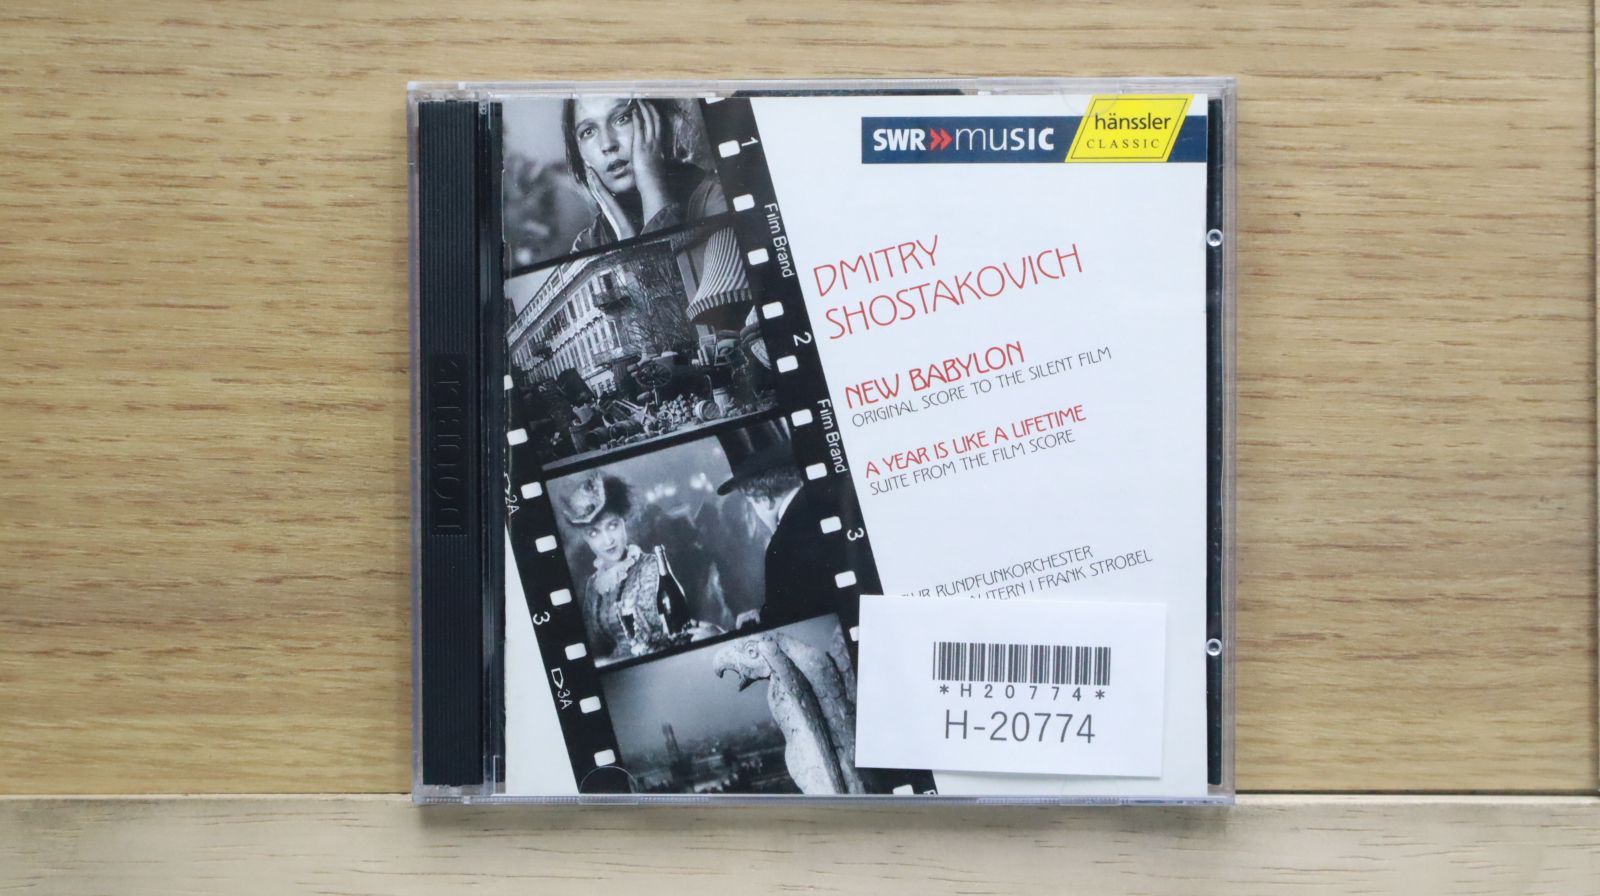 DOUBLE
SWR»musIC
hänssler
CLASSIC
DMITRY
SHOSTAKOVICH
NEW BABYLON
ORIGINAL SCORE TO THE SILENT FILM
A YEAR IS LIKE A LIFETIME
SUITE FROM THE FILM SCORE
RUNDFUNKORCHESTER
FRANK STROBEL
1
Film Brand
2
Film Brand
2A
3
3
3A
*H20774*
H-20774